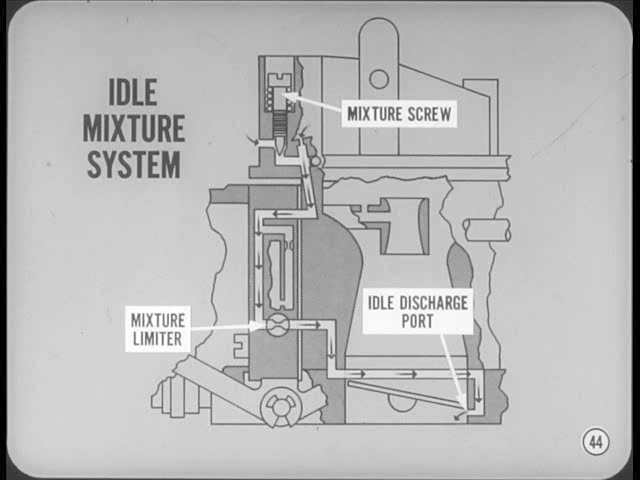 IDLE
MIXTURE
SYSTEM
MIXTURE SCREW
IDLE DISCHARGE
PORT
MIXTURE
LIMITER
44